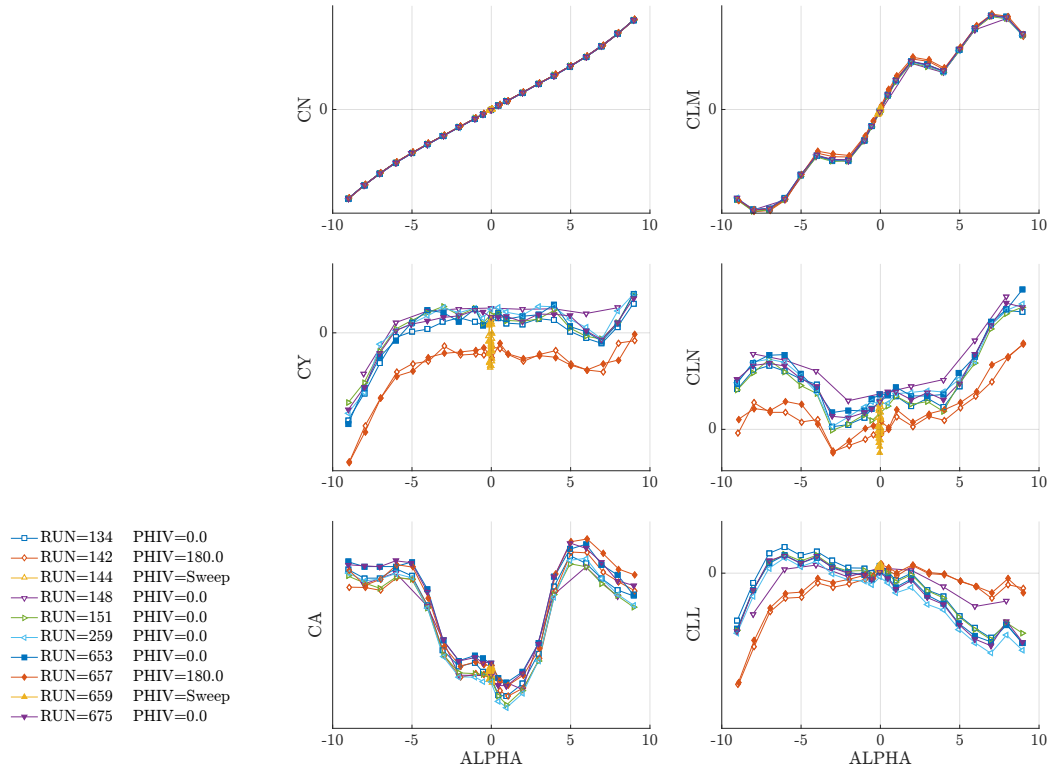 CN
0
-10 -5 0 5 10
CLM
0
-10 -5 0 5 10
CY
0
-10 -5 0 5 10
CLN
0
-10 -5 0 5 10
RUN=134 PHIV=0.0
RUN=142 PHIV=180.0
RUN=144 PHIV=Sweep
RUN=148 PHIV=0.0
RUN=151 PHIV=0.0
RUN=259 PHIV=0.0
RUN=653 PHIV=0.0
RUN=657 PHIV=180.0
RUN=659 PHIV=Sweep
RUN=675 PHIV=0.0
CA
-10 -5 0 5 10
ALPHA
CLL
0
-10 -5 0 5 10
ALPHA